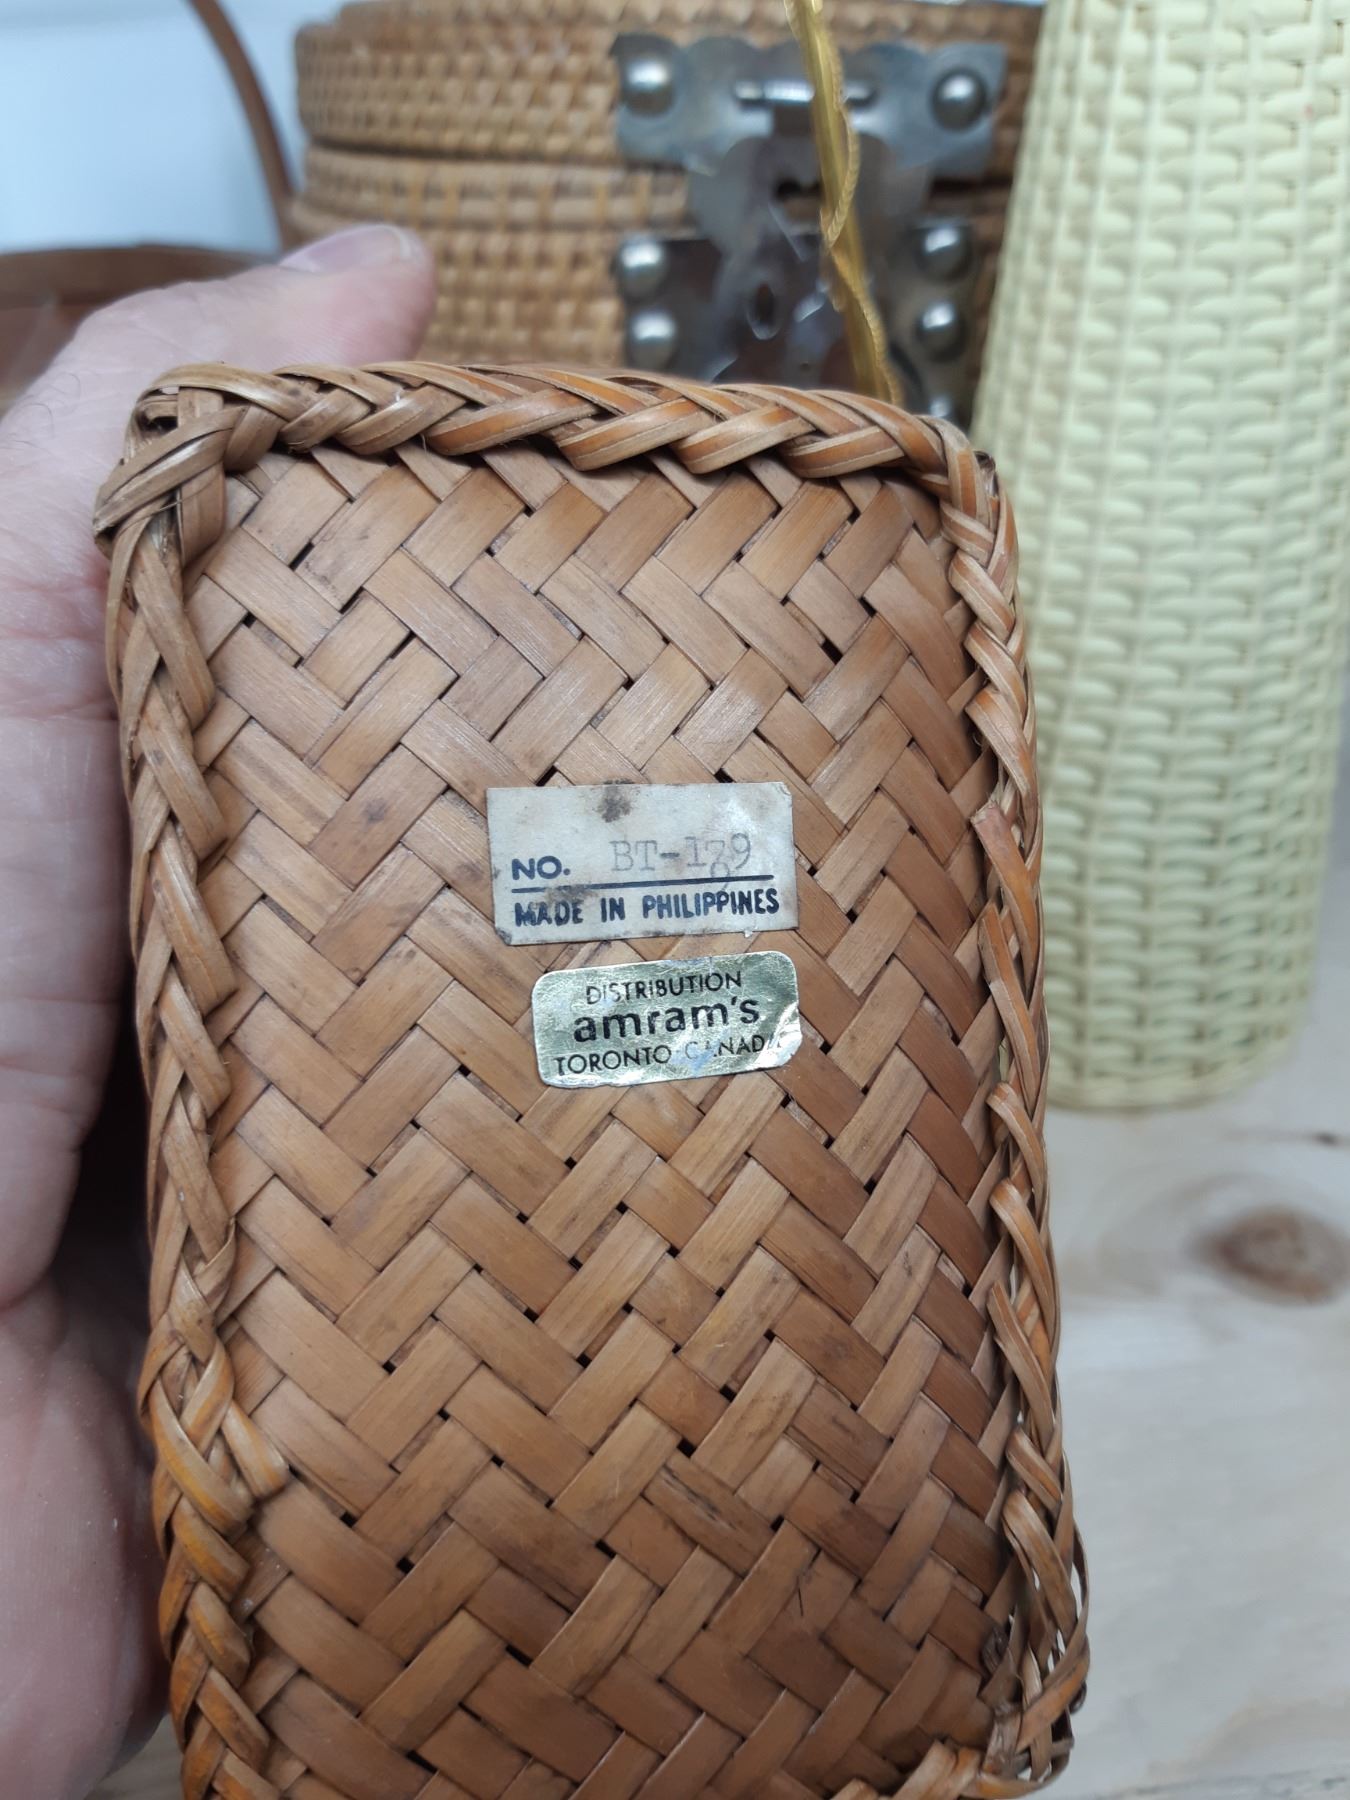 NO. BT-179
MADE IN PHILIPPINES
DISTRIBUTION
amram's
TORONTO CANADA